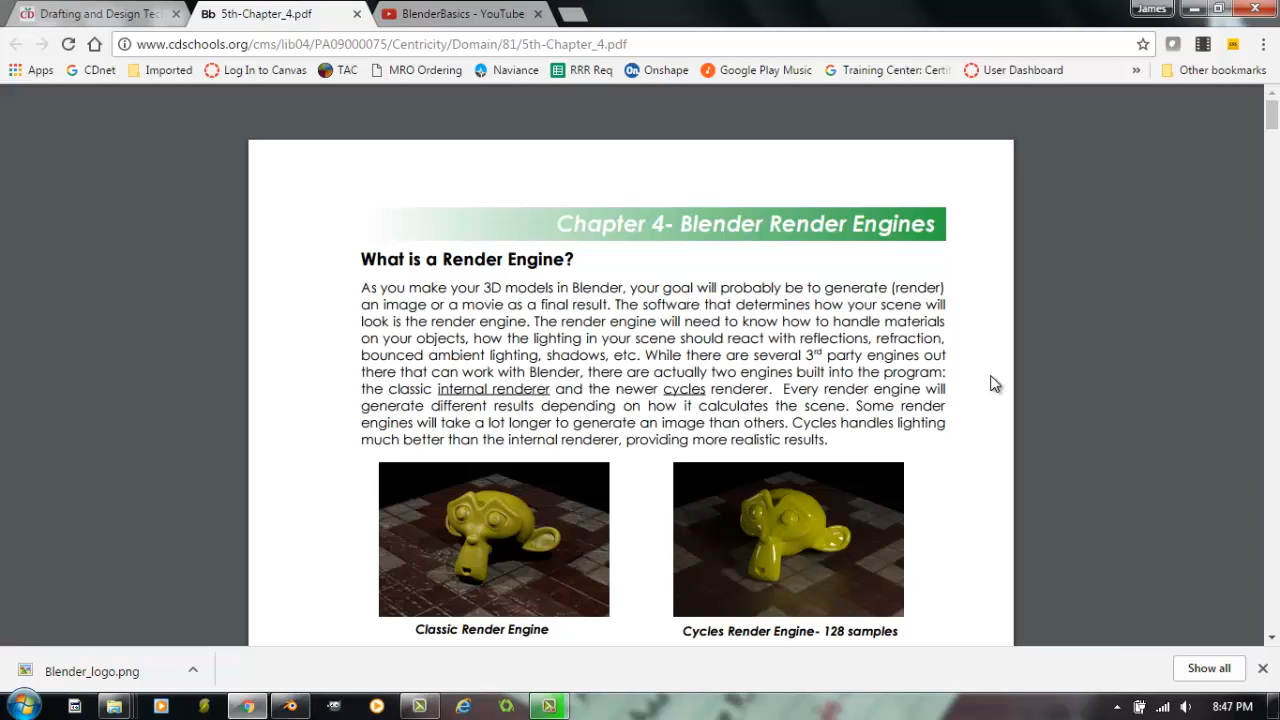 Drafting and Design Tec
Bb 5th-Chapter_4.pdf
BlenderBasics - YouTube
James
www.cdschools.org/cms/lib04/PA09000075/Centricity/Domain/81/5th-Chapter_4.pdf
Apps CDnet Imported Log In to Canvas TAC MRO Ordering Naviance RRR Req Onshape Google Play Music Training Center: Certi User Dashboard » Other bookmarks
Chapter 4- Blender Render Engines
What is a Render Engine?
As you make your 3D models in Blender, your goal will probably be to generate (render)
an image or a movie as a final result. The software that determines how your scene will
look is the render engine. The render engine will need to know how to handle materials
on your objects, how the lighting in your scene should react with reflections, refraction,
bounced ambient lighting, shadows, etc. While there are several 3rd party engines out
there that can work with Blender, there are actually two engines built into the program:
the classic internal renderer and the newer cycles renderer. Every render engine will
generate different results depending on how it calculates the scene. Some render
engines will take a lot longer to generate an image than others. Cycles handles lighting
much better than the internal renderer, providing more realistic results.
Classic Render Engine
Cycles Render Engine- 128 samples
Blender_logo.png
Show all
8:47 PM